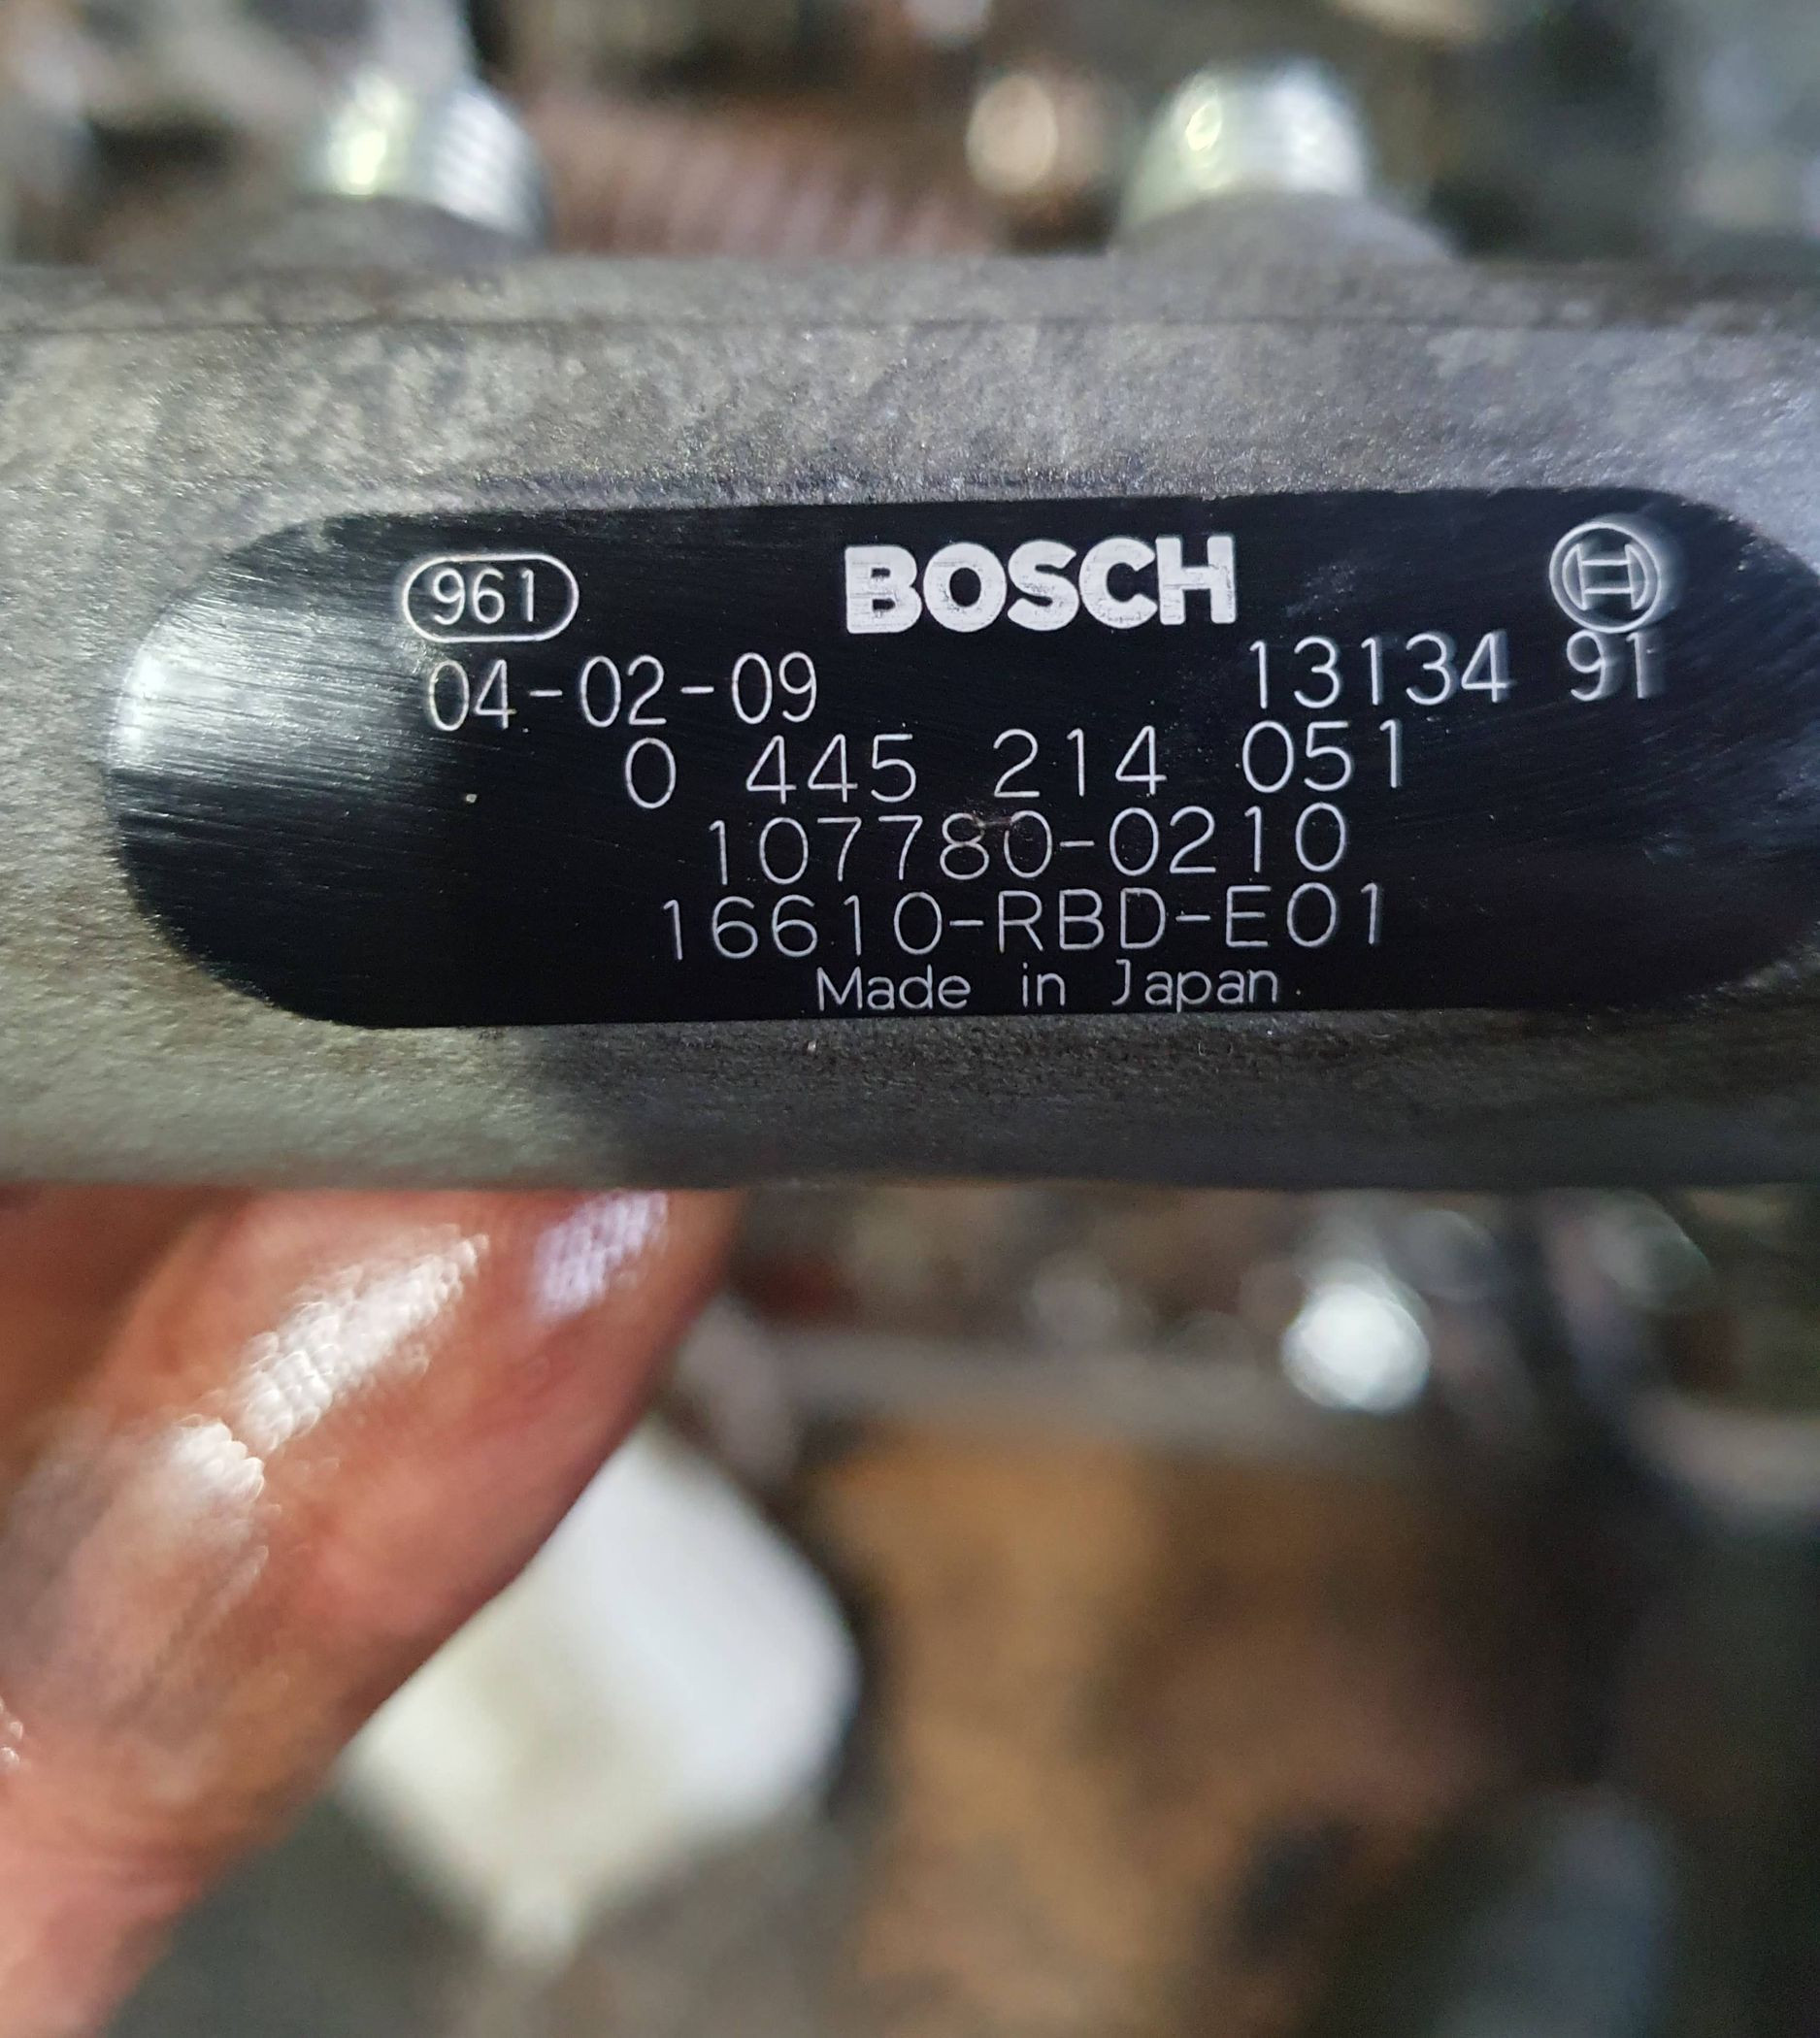 961 BOSCH
04-02-09 13134 91
0 445 214 051
107780-0210
16610-RBD-E01
Made in Japan